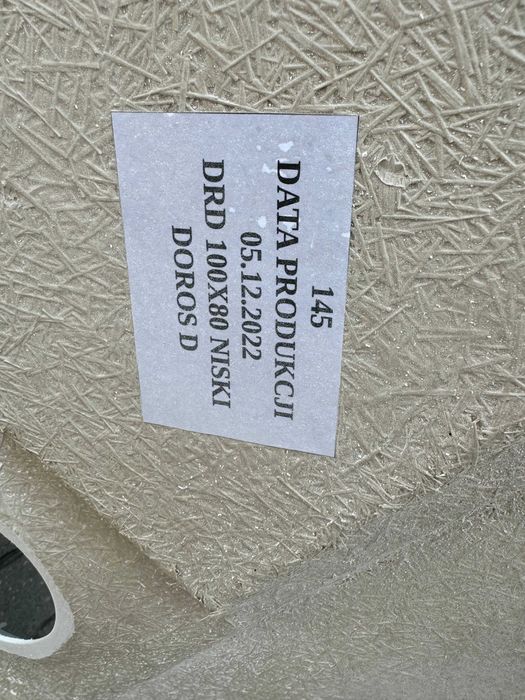 145
DATA PRODUKCJI
05.12.2022
DRD 100X80 NISKI
DOROS D